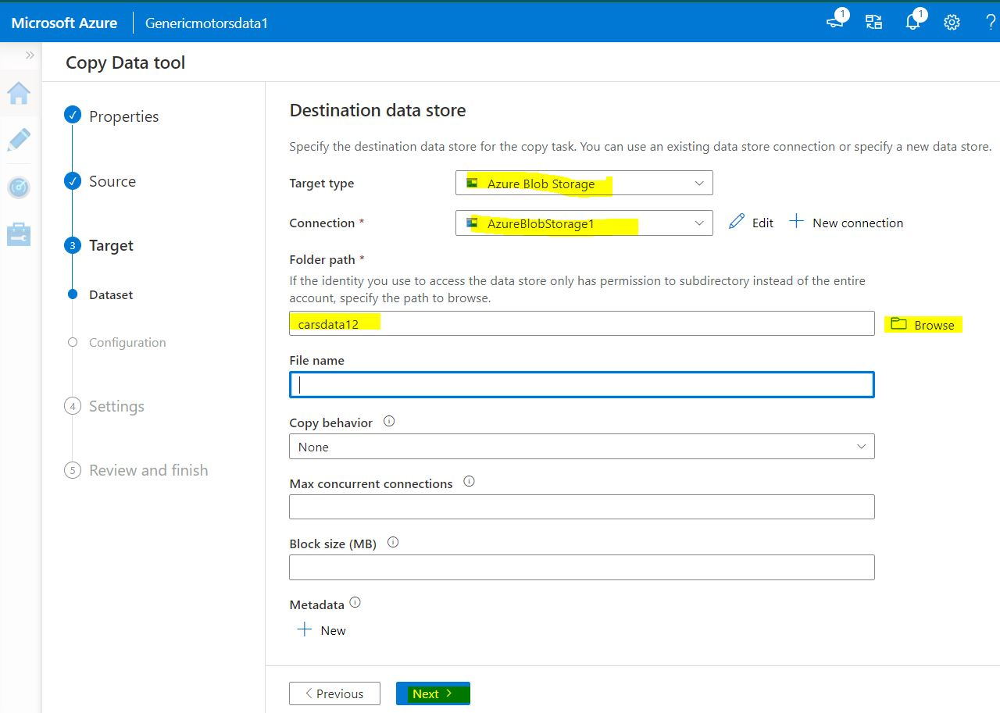 Microsoft Azure
Genericmotorsdata1
1
1
?
Copy Data tool
Properties
Source
3 Target
Dataset
Configuration
4 Settings
5 Review and finish
Destination data store
Specify the destination data store for the copy task. You can use an existing data store connection or specify a new data store.
Target type
Azure Blob Storage
Connection *
AzureBlobStorage1
Edit
New connection
Folder path *
If the identity you use to access the data store only has permission to subdirectory instead of the entire
account, specify the path to browse.
carsdata12
Browse
File name
Copy behavior
None
Max concurrent connections
Block size (MB)
Metadata
New
Previous
Next